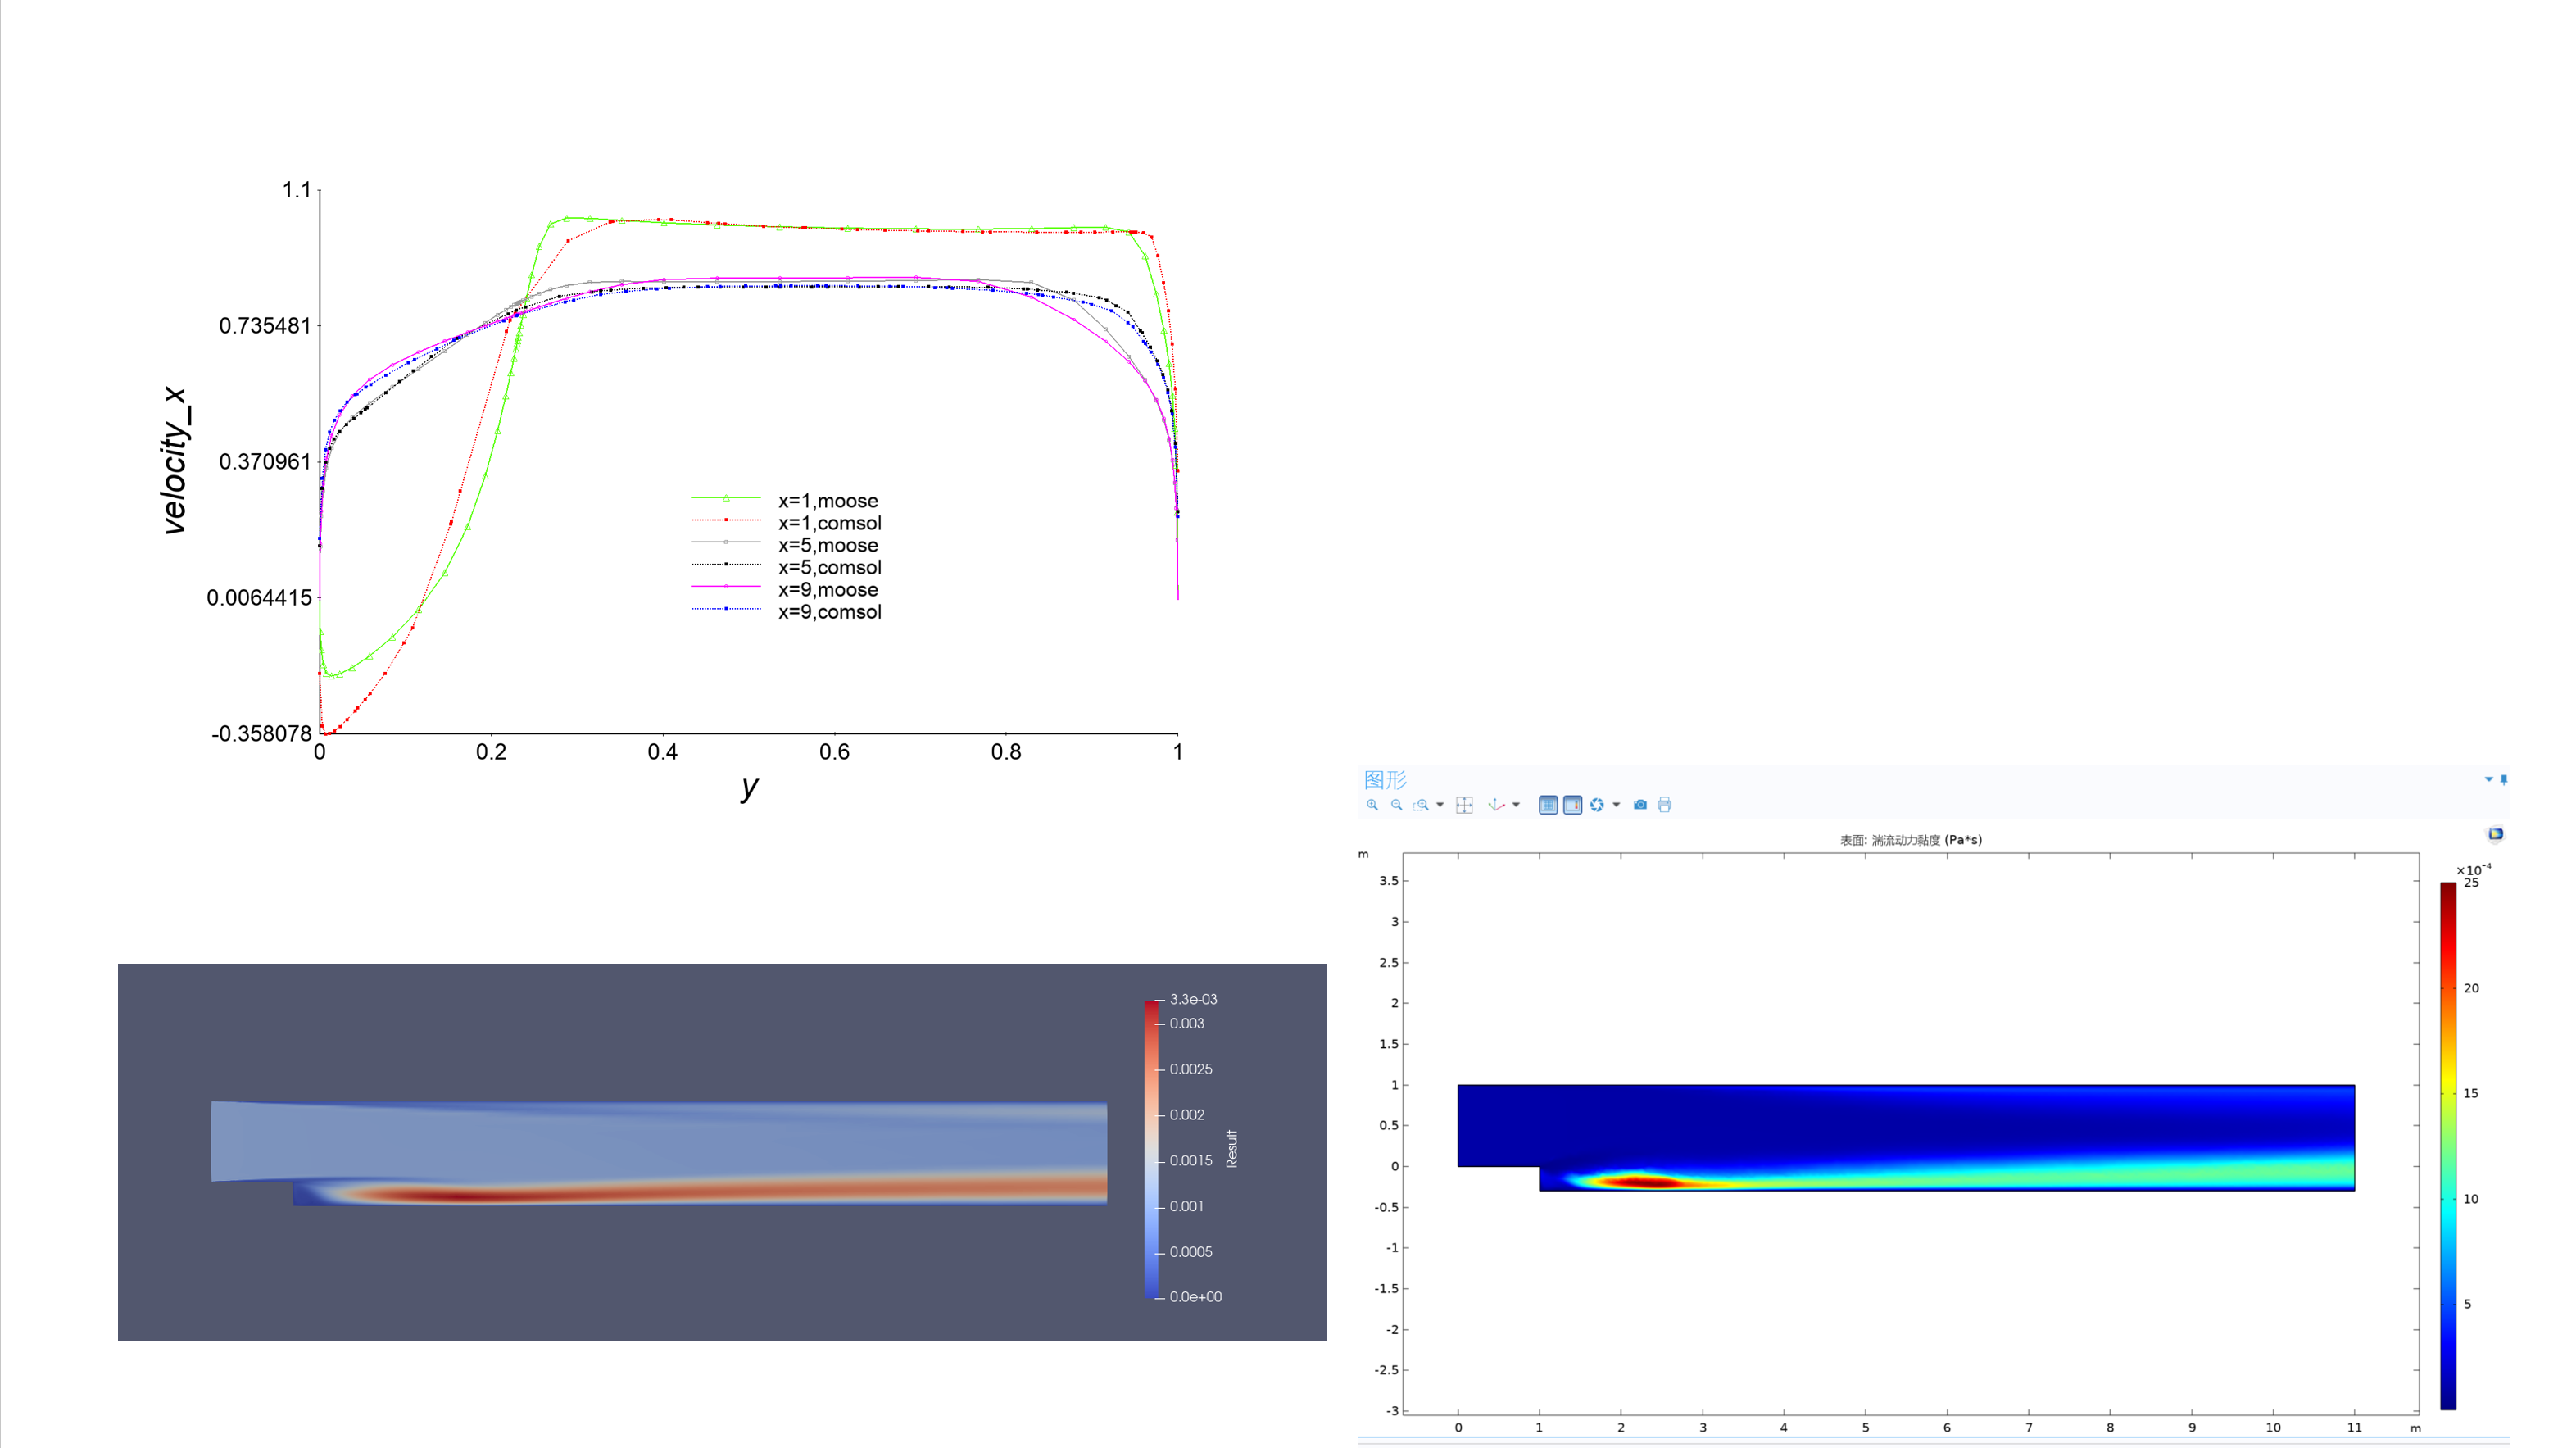 1.1
0.735481
0.370961
0.0064415
-0.358078
velocity_x
x=1,moose
x=1,comsol
x=5,moose
x=5,comsol
x=9,moose
x=9,comsol
0 0.2 0.4 0.6 0.8 1
y
图形
表面: 湍流动力黏度 (Pa*s)
m
×10⁻⁴
3.5
3
2.5
2
1.5
1
0.5
0
-0.5
-1
-1.5
-2
-2.5
-3
0 1 2 3 4 5 6 7 8 9 10 11 m
25
20
15
10
5
3.3e-03
0.003
0.0025
0.002
0.0015
0.001
0.0005
0.0e+00
Result